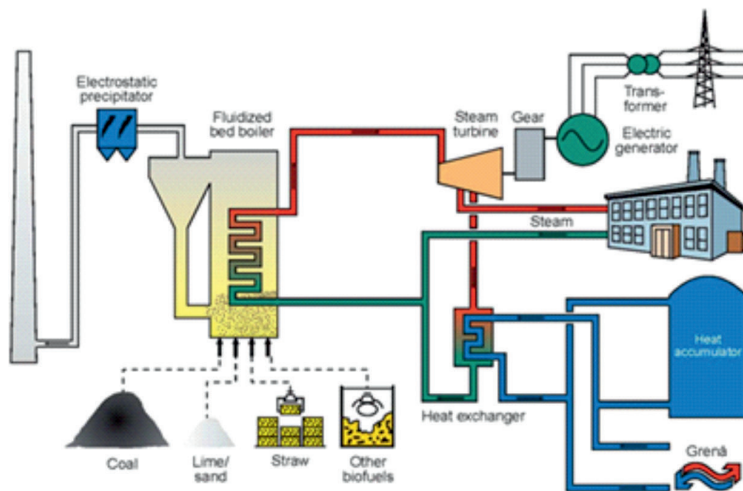 Electrostatic
precipitator
Fluidized
bed boiler
Steam
turbine
Gear
Trans-
former
Electric
generator
Steam
Heat
accumulator
Heat exchanger
Grenå
Coal
Lime/
sand
Straw
Other
biofuels